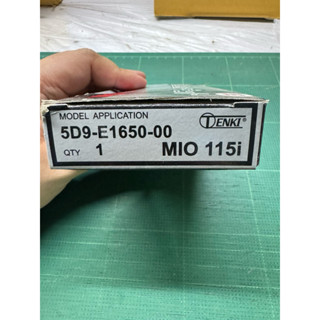 MODEL APPLICATION
5D9-E1650-00 TENKI®
QTY 1 MIO 115i